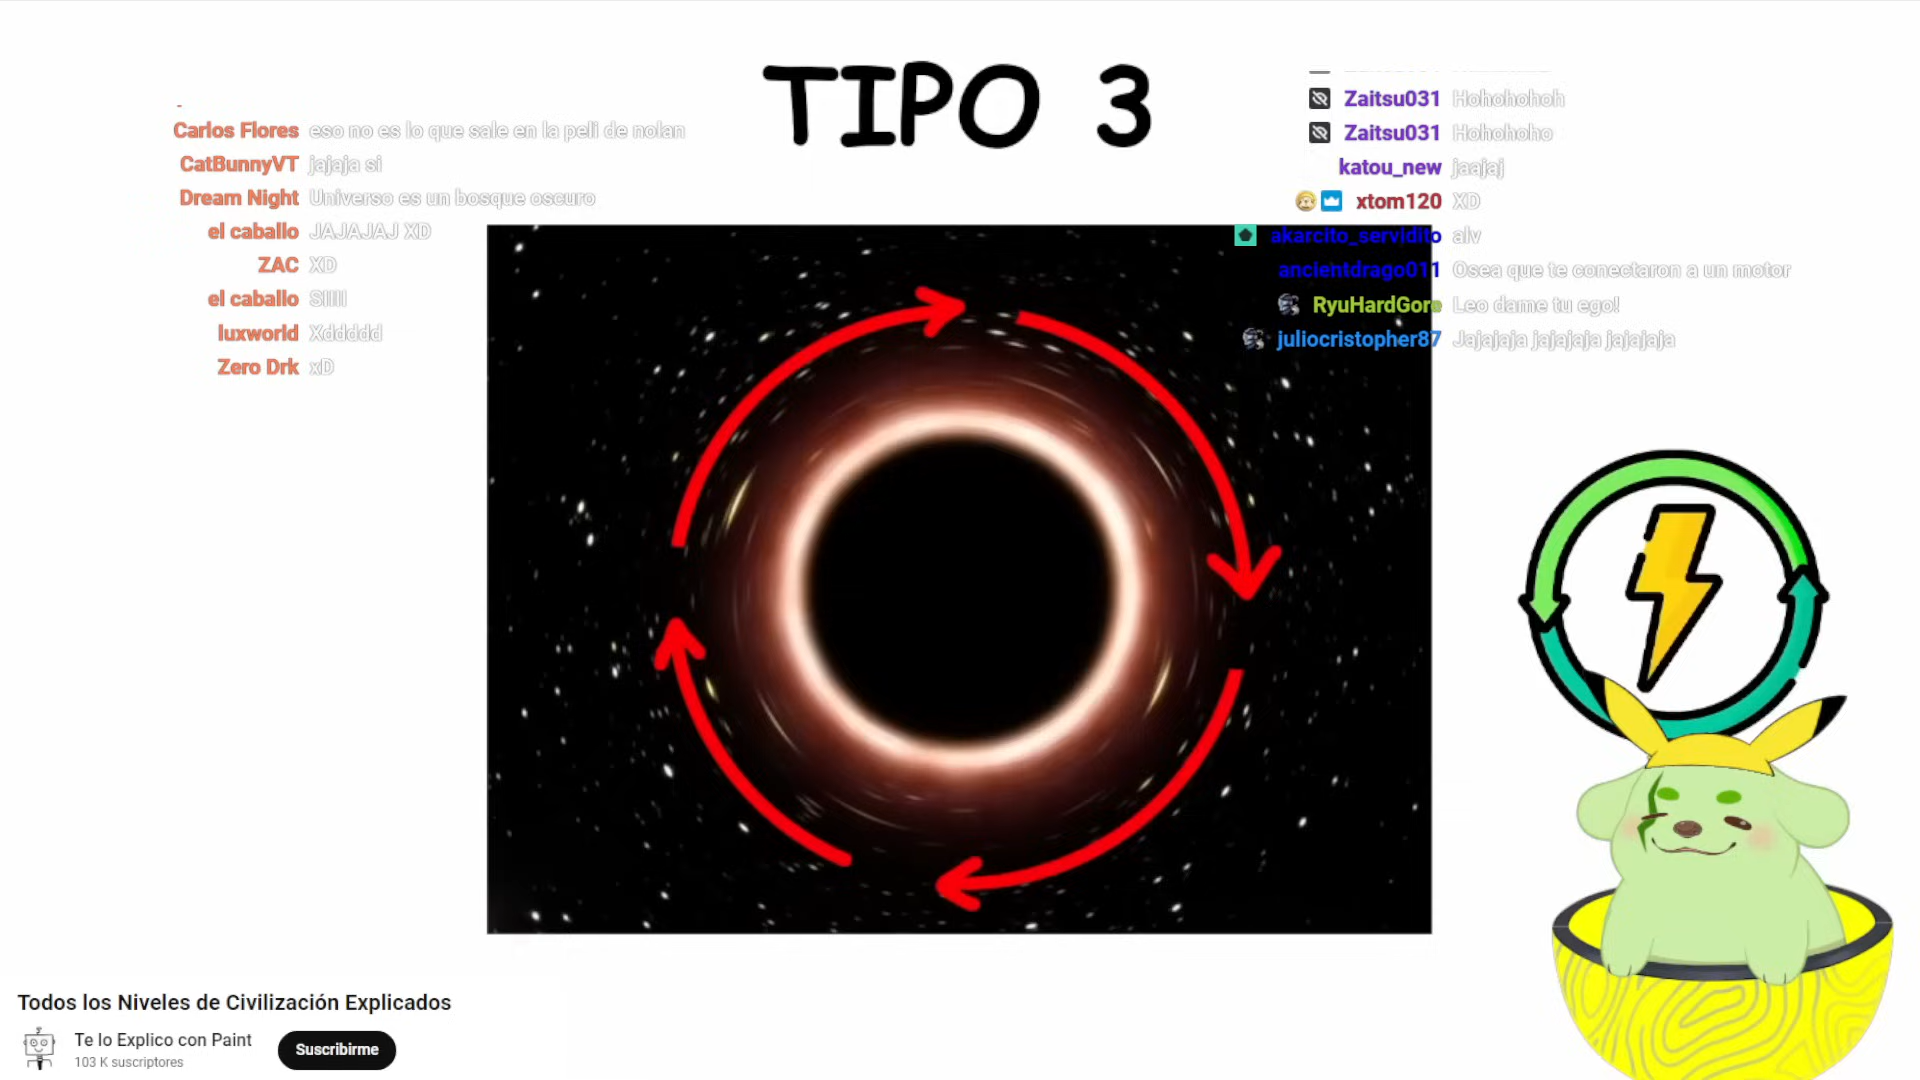 TIPO 3
Carlos Flores eso no es lo que sale en la peli de nolan
CatBunnyVT jajaja si
Dream Night Universo es un bosque oscuro
el caballo JAJAJAJ XD
ZAC XD
el caballo SIIII
luxworld Xddddd
Zero Drk xD
Zaitsu031 Hohohohoh
Zaitsu031 Hohohoho
katou_new jaajaj
xtom120 XD
akarcito_servidito alv
ancientdrago011 Osea que te conectaron a un motor
RyuHardGore Leo dame tu ego!
juliocristopher87 Jajajaja jajajaja jajajaja
Todos los Niveles de Civilización Explicados
Te lo Explico con Paint
103 K suscriptores
Suscribirme